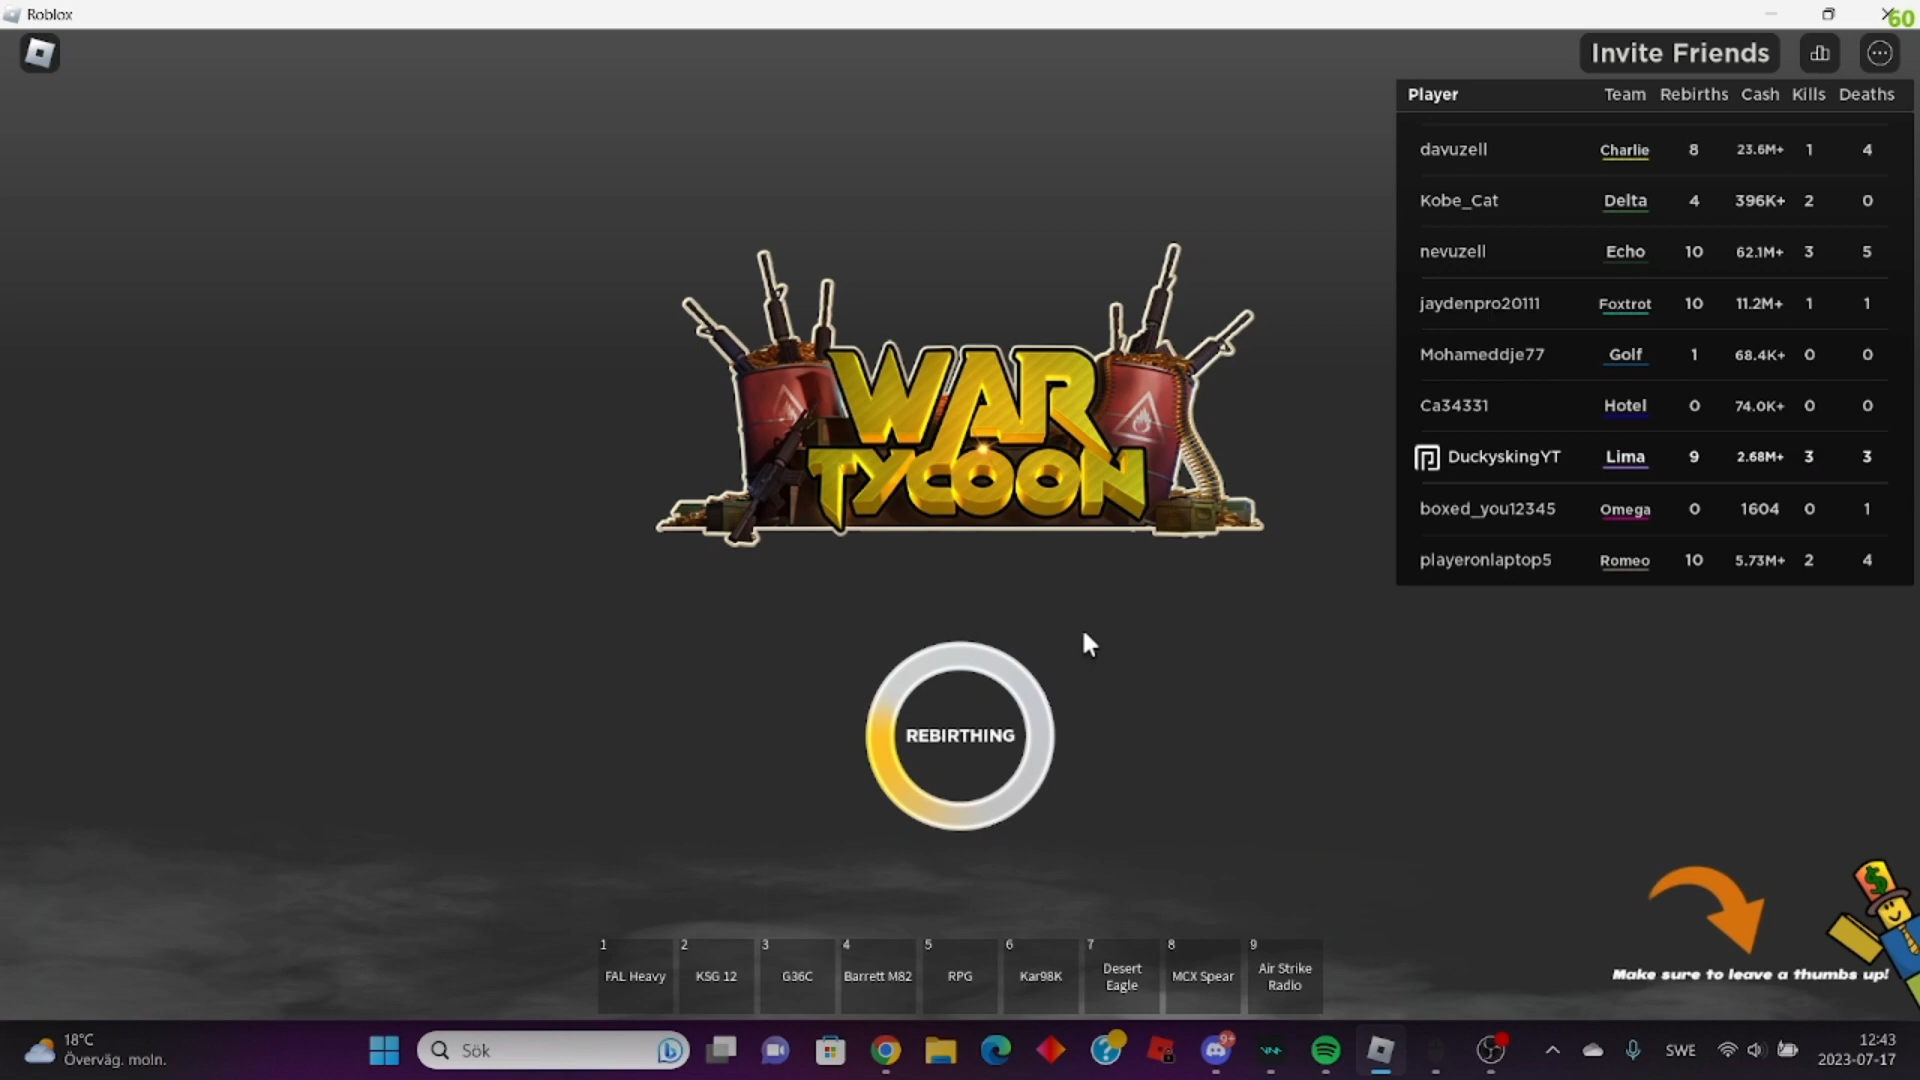 Roblox
60
Invite Friends
Player Team Rebirths Cash Kills Deaths
davuzell Charlie 8 23.6M+ 1 4
Kobe_Cat Delta 4 396K+ 2 0
nevuzell Echo 10 62.1M+ 3 5
jaydenpro20111 Foxtrot 10 11.2M+ 1 1
Mohameddje77 Golf 1 68.4K+ 0 0
Ca34331 Hotel 0 74.0K+ 0 0
DuckyskingYT Lima 9 2.68M+ 3 3
boxed_you12345 Omega 0 1604 0 1
playeronlaptop5 Romeo 10 5.73M+ 2 4
WAR
TYCOON
REBIRTHING
Make sure to leave a thumbs up!
1 2 3 4 5 6 7 8 9
FAL Heavy KSG 12 G36C Barrett M82 RPG Kar98K Desert Eagle MCX Spear Air Strike Radio
18°C
Överväg. moln.
Sök
9+
SWE
12:43
2023-07-17